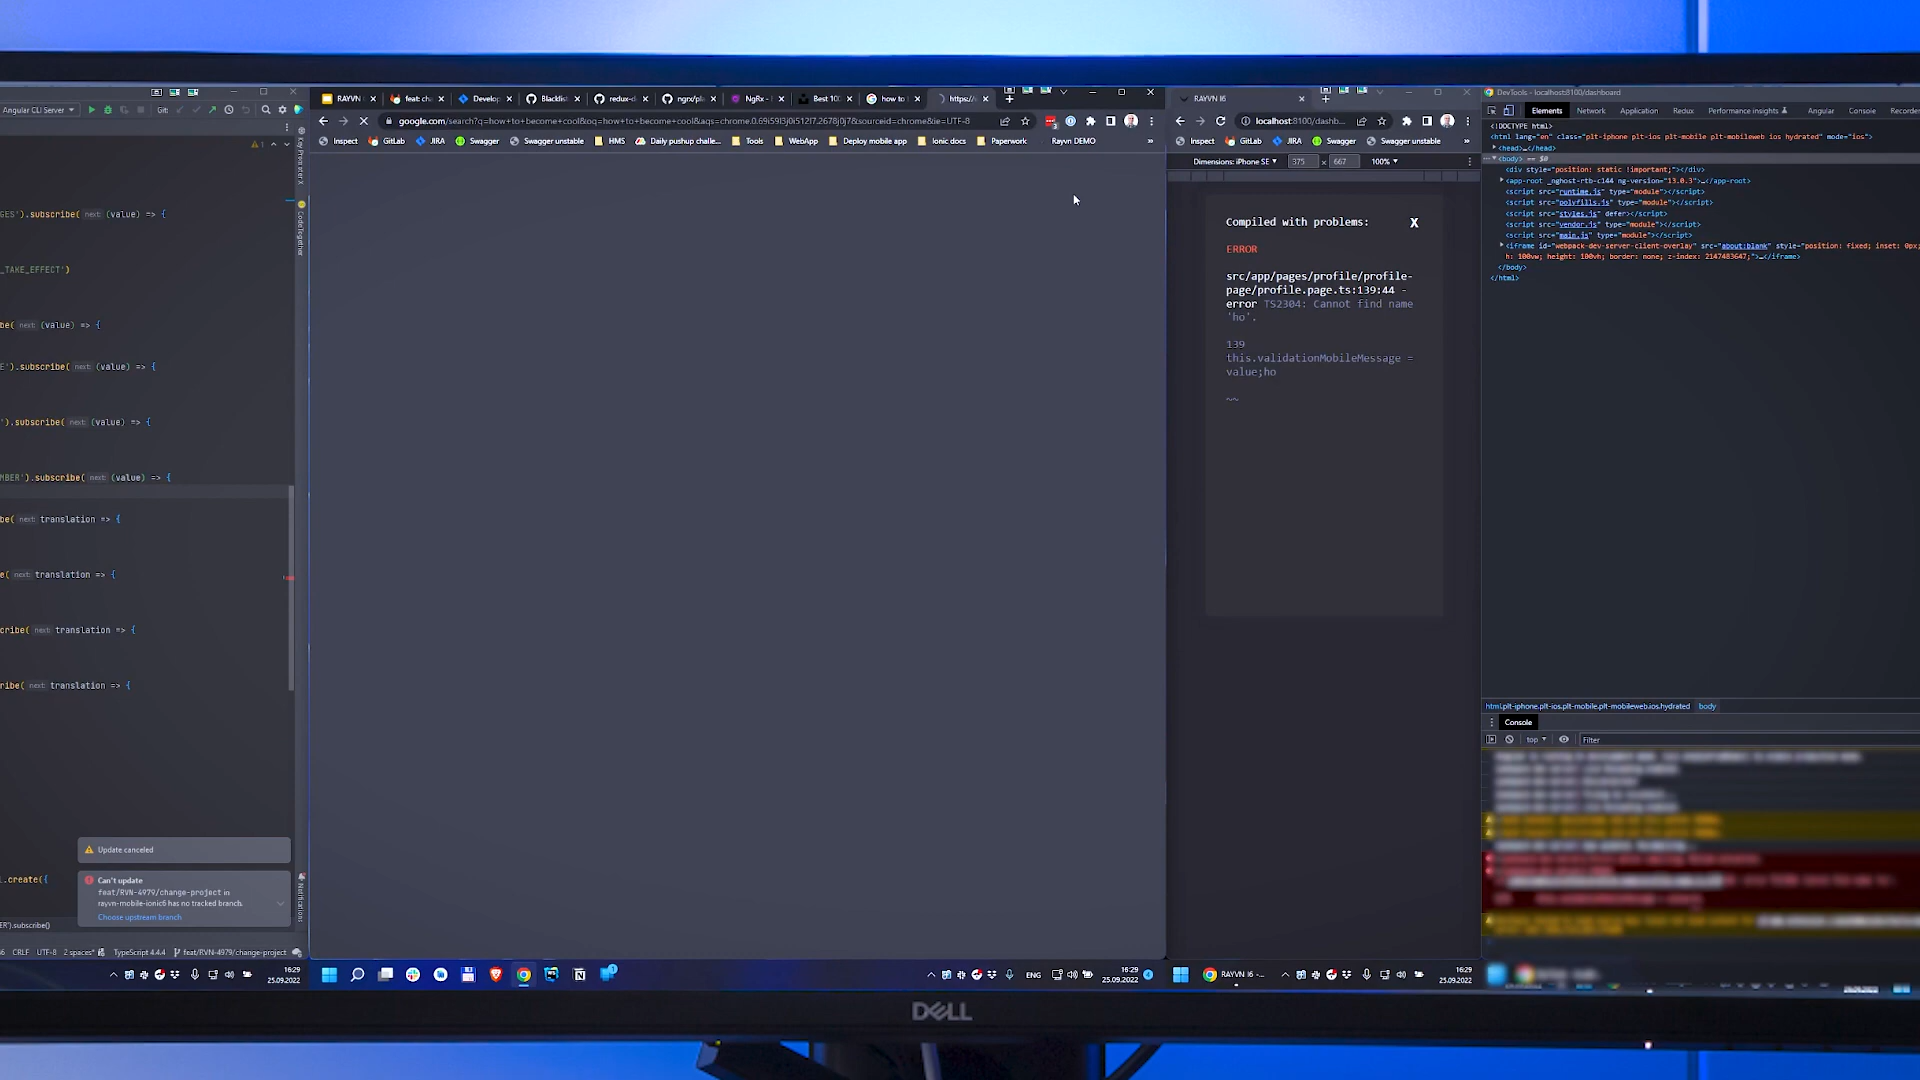 Angular CLI Server
Git:
1
GES').subscribe( next: (value) => {
_TAKE_EFFECT')
be( next: (value) => {
E').subscribe( next: (value) => {
').subscribe( next: (value) => {
MBER').subscribe( next: (value) => {
be( next: translation => {
e( next: translation => {
cribe( next: translation => {
ribe( next: translation => {
.create({
ER').subscribe()
Key Promoter X
CodeTogether
Notifications
Update canceled
Can't update
feat/RVN-4979/change-project in
rayvn-mobile-ionic6 has no tracked branch.
Choose upstream branch
CRLF UTF-8 2 spaces* TypeScript 4.4.4 feat/RVN-4979/change-project
16:29
25.09.2022
RAYVN feat: cha Develop Blacklist redux-d ngrx/pl NgRx - Best 10 how to https://
google.com/search?q=how+to+become+cool&oq=how+to+become+cool&aqs=chrome.0.69i59l3j0i512l7.2678j0j7&sourceid=chrome&ie=UTF-8
Inspect GitLab JIRA Swagger Swagger unstable HMS Daily pushup challe... Tools WebApp Deploy mobile app Ionic docs Paperwork Rayvn DEMO »
ENG
16:29
25.09.2022
RAYVN I6
localhost:8100/dashb...
Inspect GitLab JIRA Swagger Swagger unstable »
Dimensions: iPhone SE 375 x 667 100%
Compiled with problems: X
ERROR
src/app/pages/profile/profile-
page/profile.page.ts:139:44 -
error TS2304: Cannot find name
'ho'.
139
this.validationMobileMessage =
value;ho
~~
RAYVN I6 -...
16:29
25.09.2022
DevTools - localhost:8100/dashboard
Elements Network Application Redux Performance insights Angular Console Recorder
<!DOCTYPE html>
<html lang="en" class="plt-iphone plt-ios plt-mobile plt-mobileweb ios hydrated" mode="ios">
<head>…</head>
<body> == $0
<div style="position: static !important;"></div>
<app-root _nghost-rtb-c144 ng-version="13.0.3">…</app-root>
<script src="runtime.js" type="module"></script>
<script src="polyfills.js" type="module"></script>
<script src="styles.js" defer></script>
<script src="vendor.js" type="module"></script>
<script src="main.js" type="module"></script>
<iframe id="webpack-dev-server-client-overlay" src="about:blank" style="position: fixed; inset: 0px;
h: 100vw; height: 100vh; border: none; z-index: 2147483647;">…</iframe>
</body>
</html>
html.plt-iphone.plt-ios.plt-mobile.plt-mobileweb.ios.hydrated body
Console
top Filter
DELL